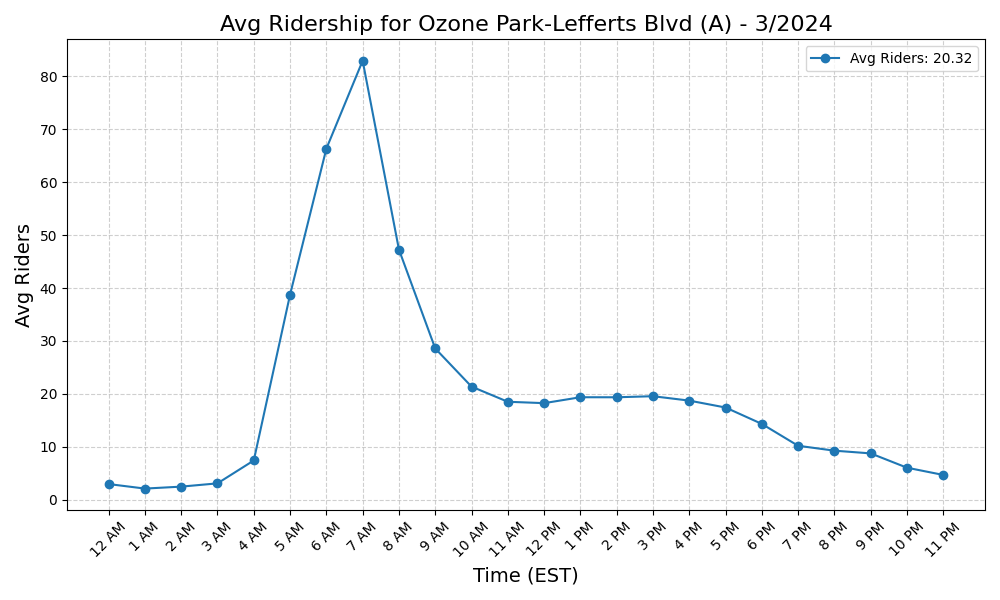 Avg Ridership for Ozone Park-Lefferts Blvd (A) - 3/2024
Avg Riders: 20.32
Avg Riders
80
70
60
50
40
30
20
10
0
12 AM
1 AM
2 AM
3 AM
4 AM
5 AM
6 AM
7 AM
8 AM
9 AM
10 AM
11 AM
12 PM
1 PM
2 PM
3 PM
4 PM
5 PM
6 PM
7 PM
8 PM
9 PM
10 PM
11 PM
Time (EST)